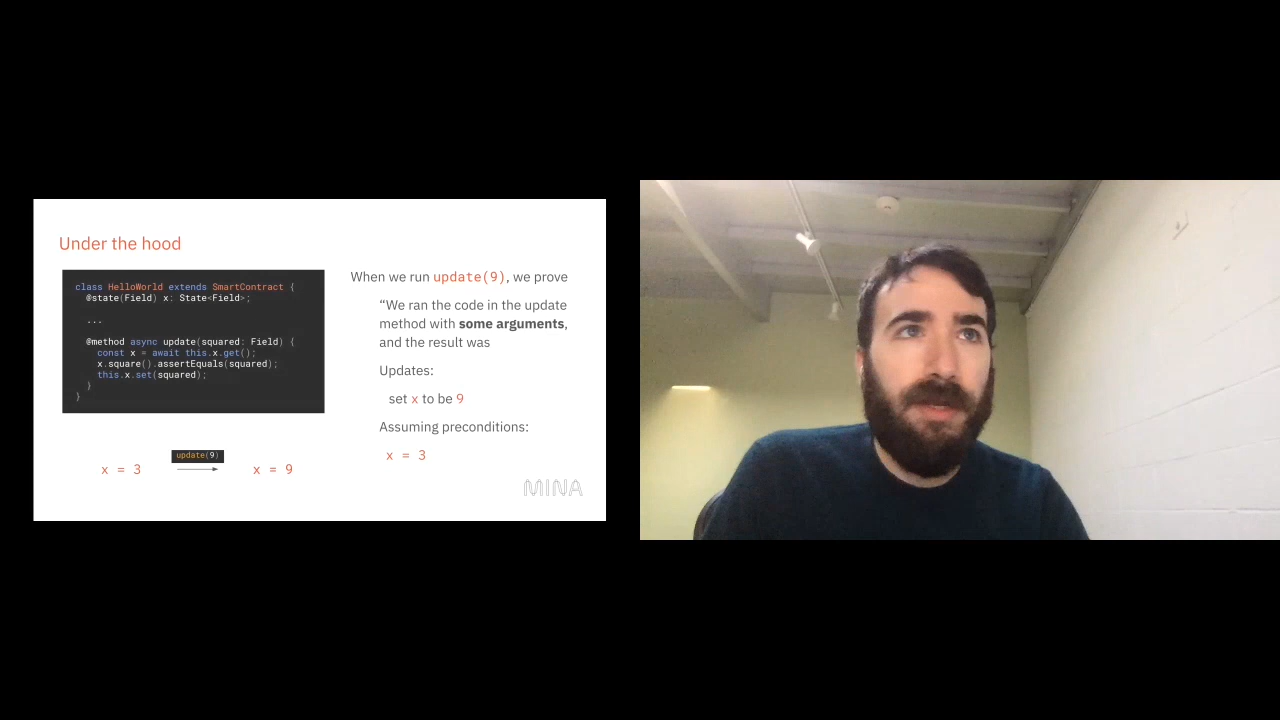 Under the hood
class HelloWorld extends SmartContract {
@state(Field) x: State<Field>;
...
@method async update(squared: Field) {
const x = await this.x.get();
x.square().assertEquals(squared);
this.x.set(squared);
}
}
update(9)
x = 3
x = 9
When we run update(9), we prove
“We ran the code in the update
method with some arguments,
and the result was
Updates:
set x to be 9
Assuming preconditions:
x = 3
MINA